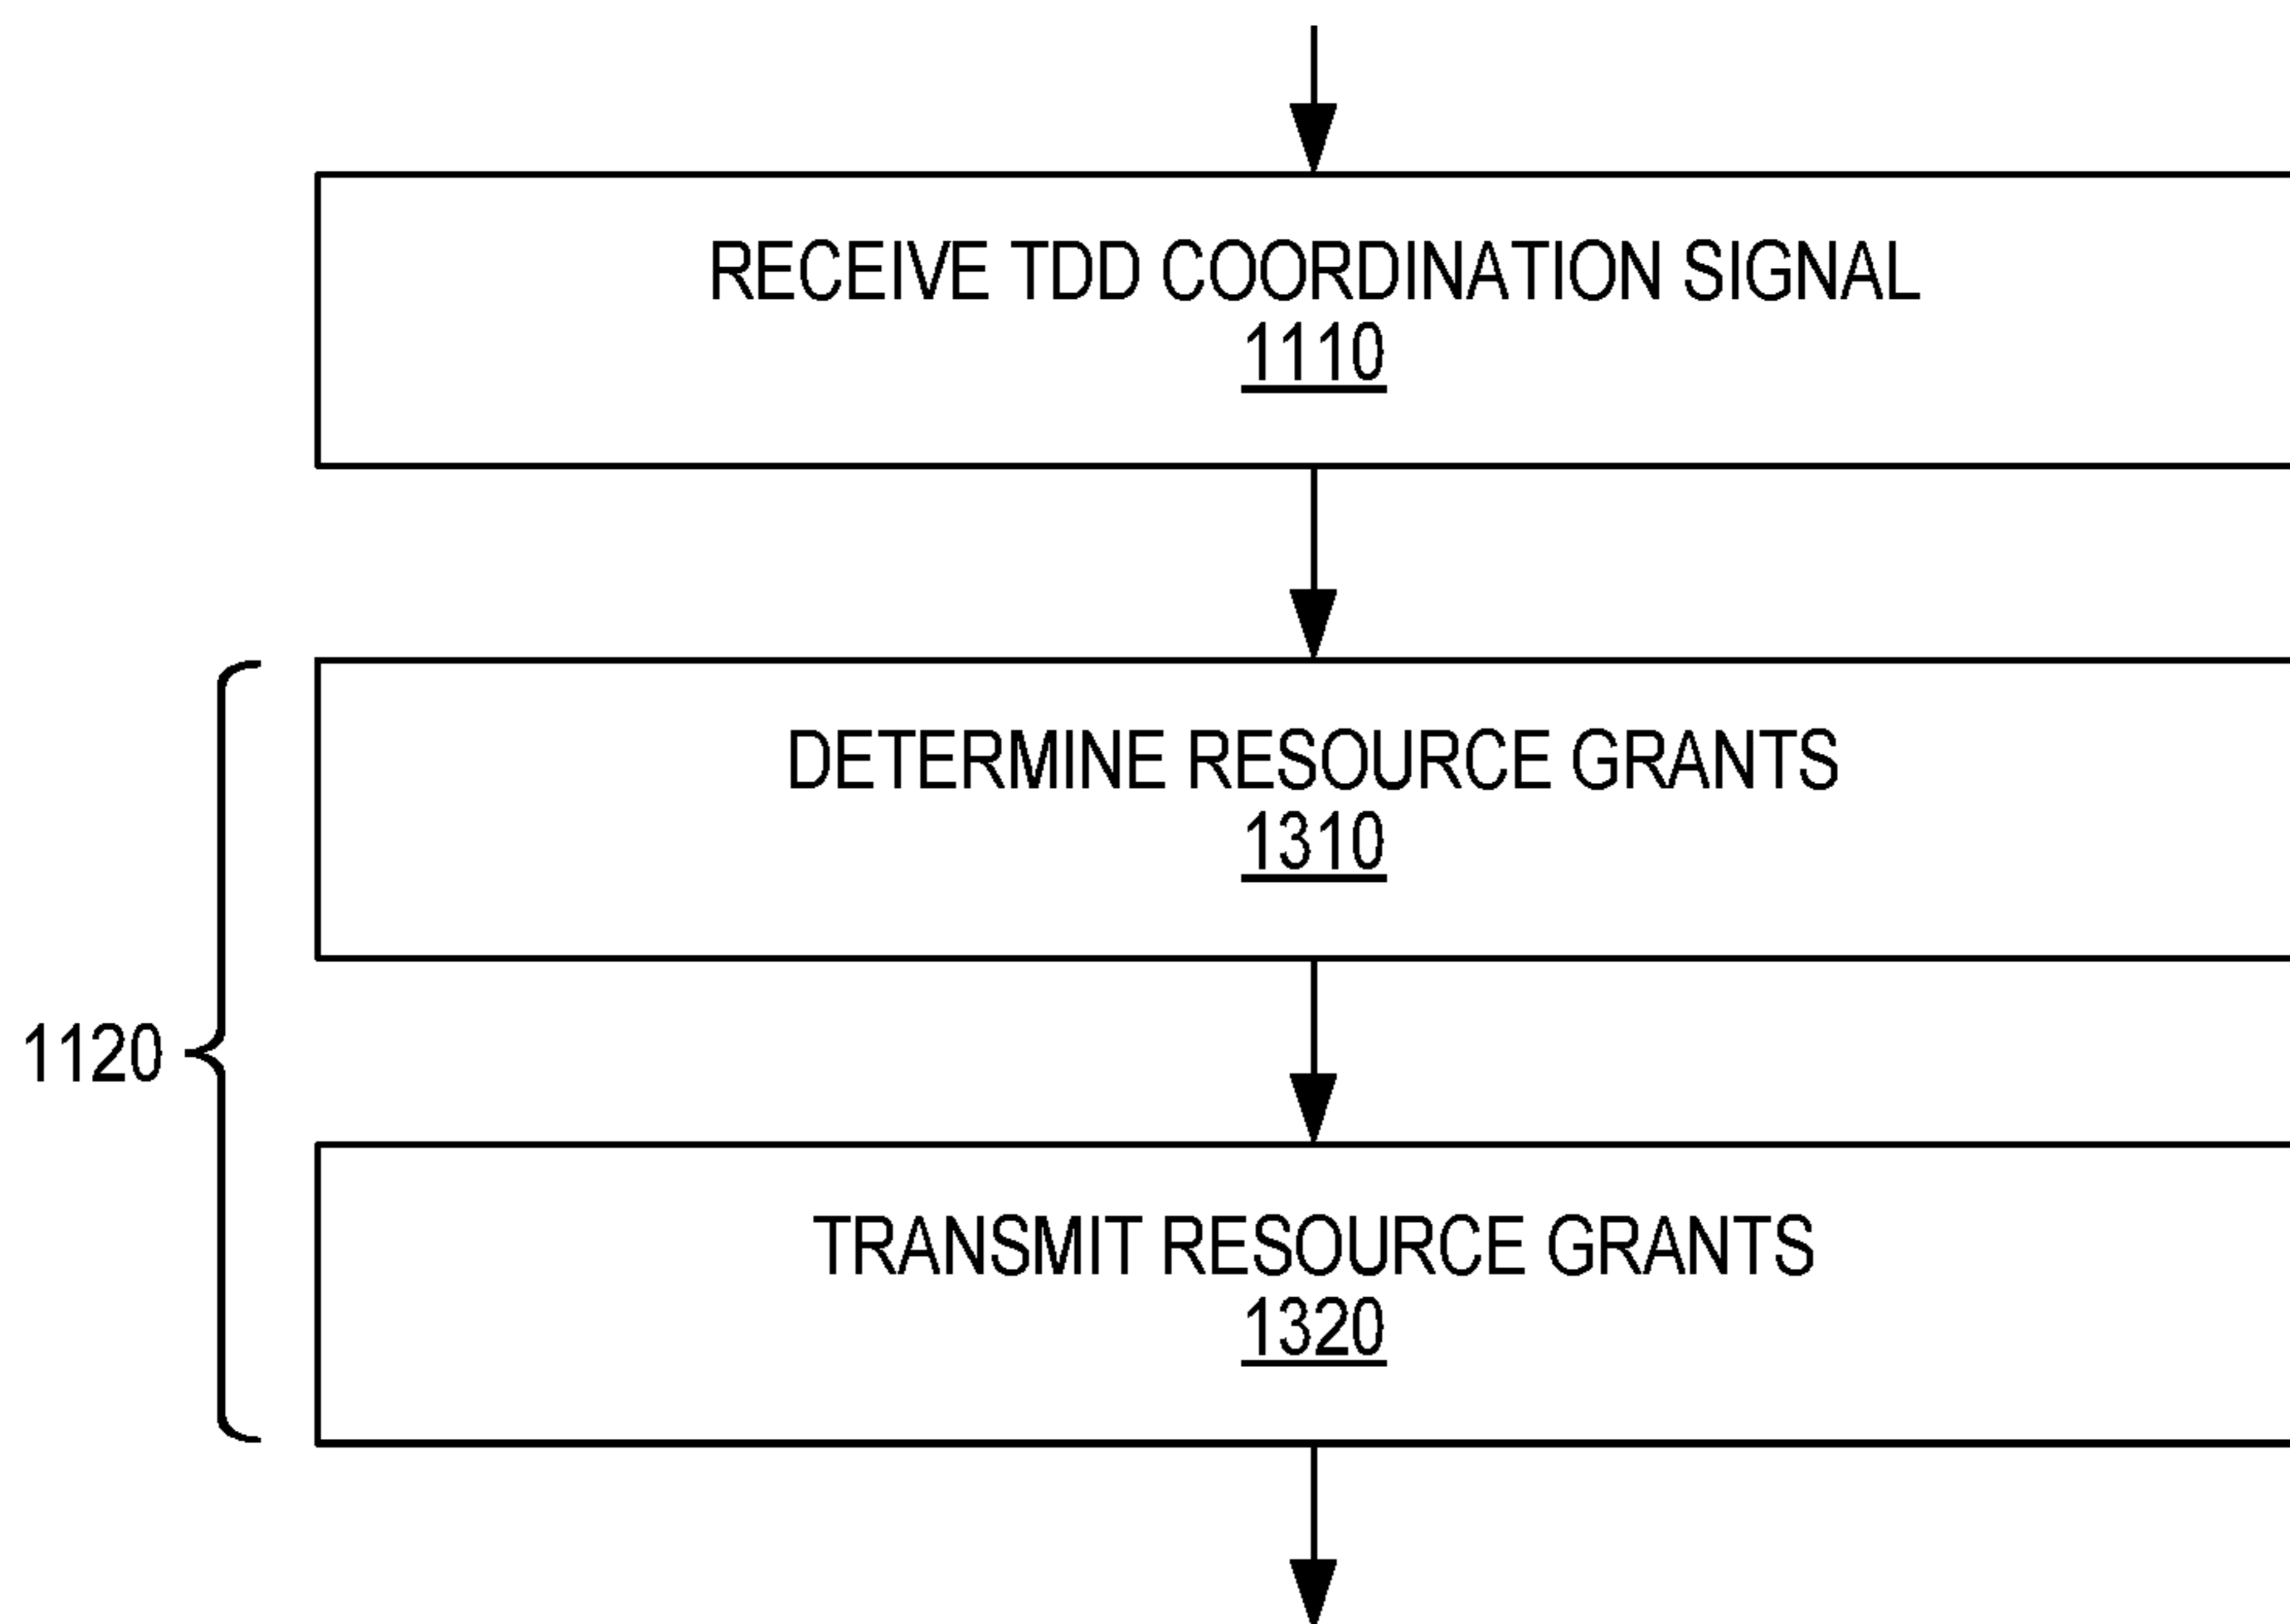 RECEIVE TDD COORDINATION SIGNAL
1110
DETERMINE RESOURCE GRANTS
1310
1120
TRANSMIT RESOURCE GRANTS
1320